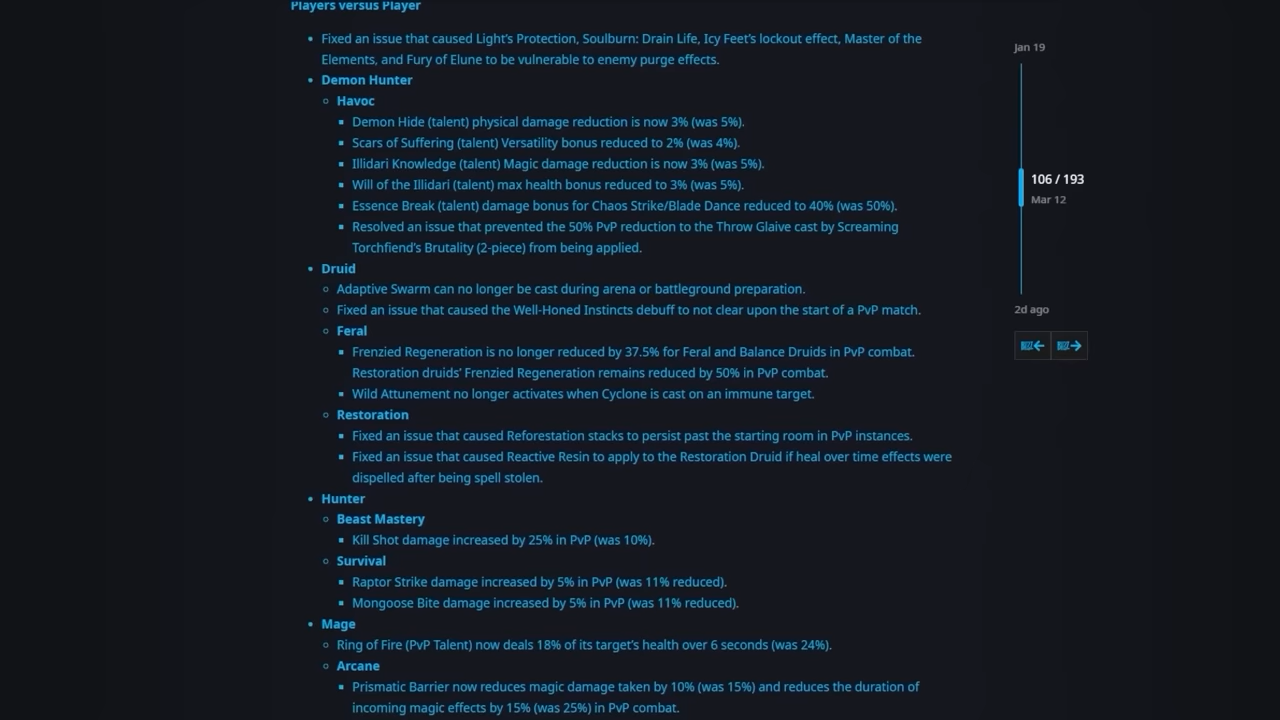 Players versus Player
• Fixed an issue that caused Light's Protection, Soulburn: Drain Life, Icy Feet's lockout effect, Master of the
Elements, and Fury of Elune to be vulnerable to enemy purge effects.
• Demon Hunter
○ Havoc
▪ Demon Hide (talent) physical damage reduction is now 3% (was 5%).
▪ Scars of Suffering (talent) Versatility bonus reduced to 2% (was 4%).
▪ Illidari Knowledge (talent) Magic damage reduction is now 3% (was 5%).
▪ Will of the Illidari (talent) max health bonus reduced to 3% (was 5%).
▪ Essence Break (talent) damage bonus for Chaos Strike/Blade Dance reduced to 40% (was 50%).
▪ Resolved an issue that prevented the 50% PvP reduction to the Throw Glaive cast by Screaming
Torchfiend's Brutality (2-piece) from being applied.
• Druid
○ Adaptive Swarm can no longer be cast during arena or battleground preparation.
○ Fixed an issue that caused the Well-Honed Instincts debuff to not clear upon the start of a PvP match.
○ Feral
▪ Frenzied Regeneration is no longer reduced by 37.5% for Feral and Balance Druids in PvP combat.
Restoration druids' Frenzied Regeneration remains reduced by 50% in PvP combat.
▪ Wild Attunement no longer activates when Cyclone is cast on an immune target.
○ Restoration
▪ Fixed an issue that caused Reforestation stacks to persist past the starting room in PvP instances.
▪ Fixed an issue that caused Reactive Resin to apply to the Restoration Druid if heal over time effects were
dispelled after being spell stolen.
• Hunter
○ Beast Mastery
▪ Kill Shot damage increased by 25% in PvP (was 10%).
○ Survival
▪ Raptor Strike damage increased by 5% in PvP (was 11% reduced).
▪ Mongoose Bite damage increased by 5% in PvP (was 11% reduced).
• Mage
○ Ring of Fire (PvP Talent) now deals 18% of its target's health over 6 seconds (was 24%).
○ Arcane
▪ Prismatic Barrier now reduces magic damage taken by 10% (was 15%) and reduces the duration of
incoming magic effects by 15% (was 25%) in PvP combat.
Jan 19
106 / 193
Mar 12
2d ago